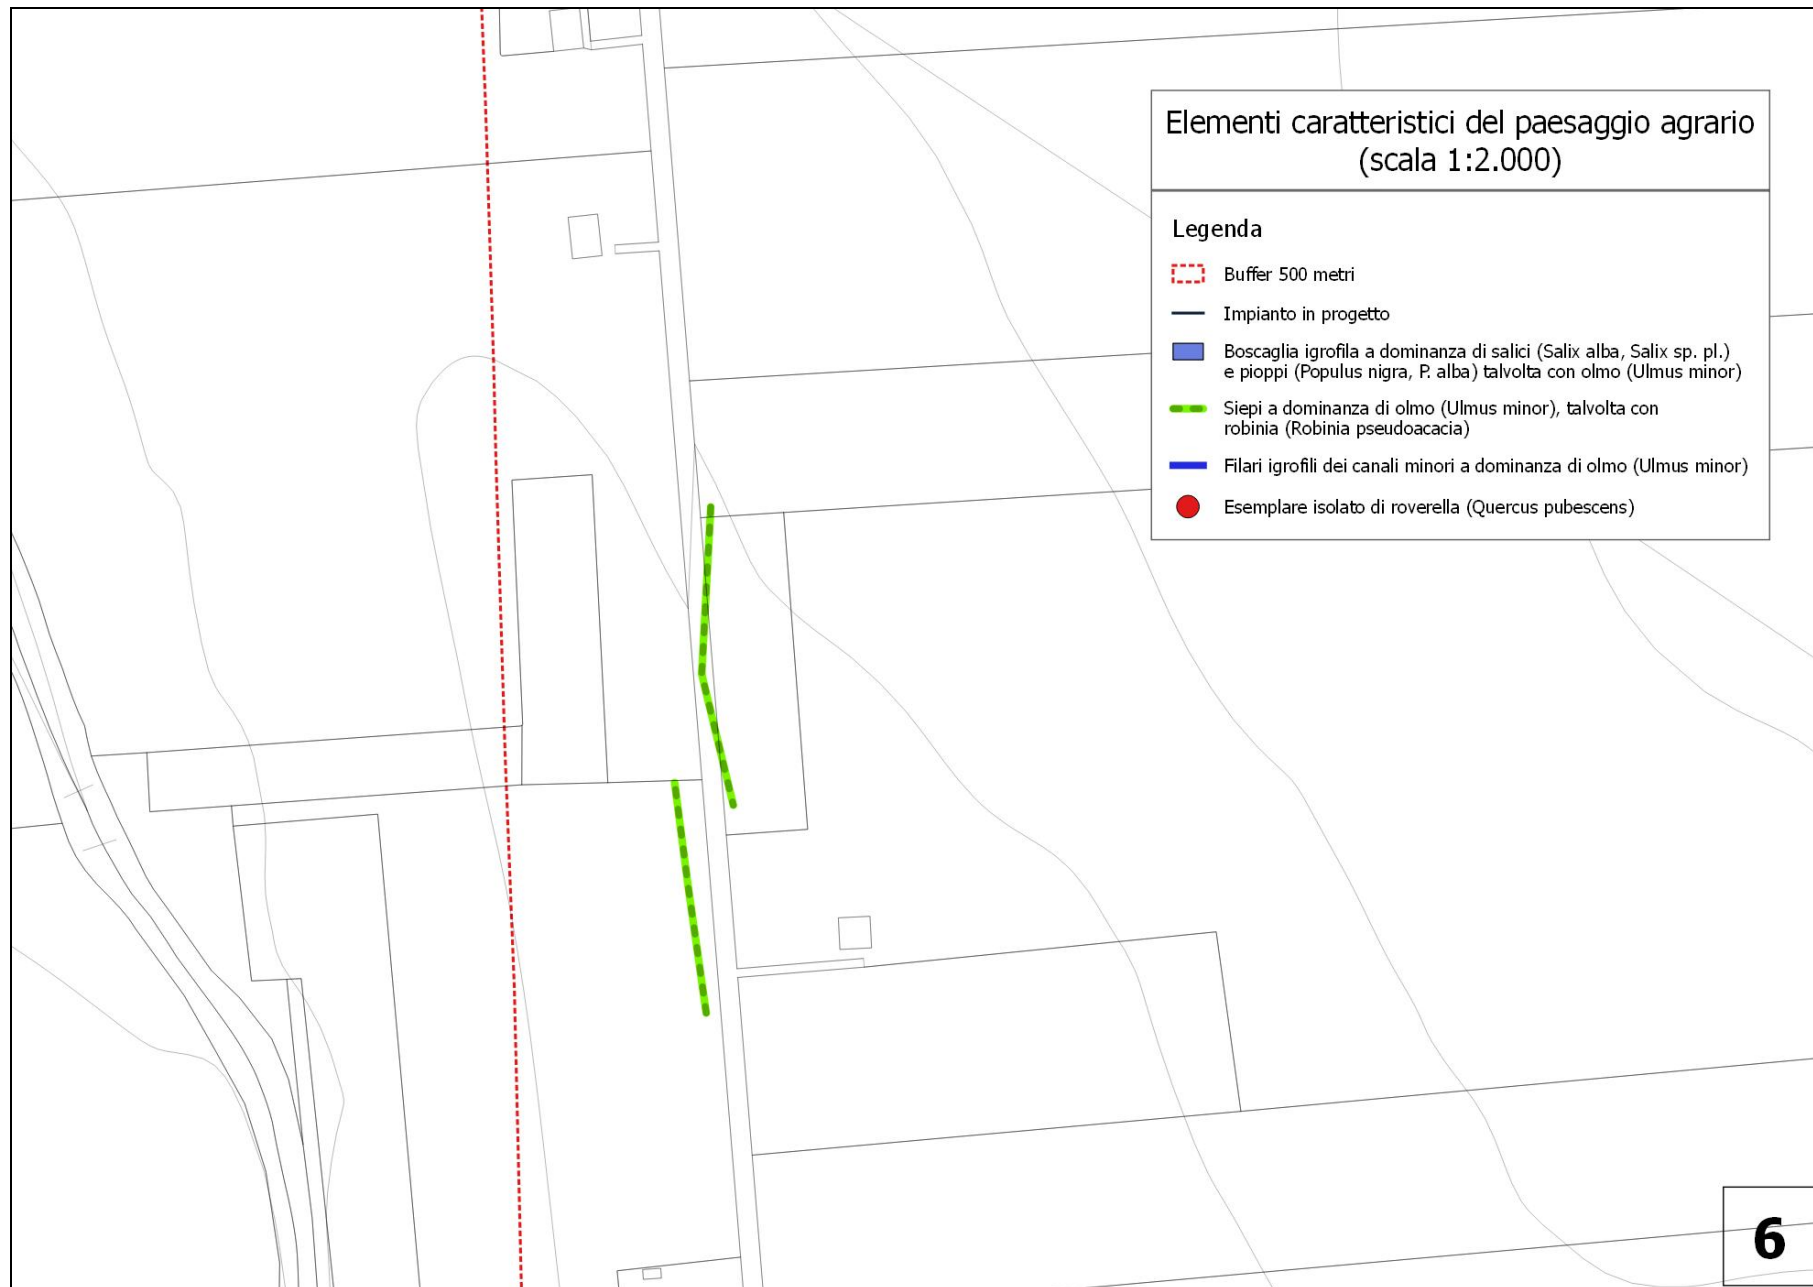 Elementi caratteristici del paesaggio agrario
(scala 1:2.000)
Legenda
Buffer 500 metri
Impianto in progetto
Boscaglia igrofila a dominanza di salici (Salix alba, Salix sp. pl.)
e pioppi (Populus nigra, P. alba) talvolta con olmo (Ulmus minor)
Siepi a dominanza di olmo (Ulmus minor), talvolta con
robinia (Robinia pseudoacacia)
Filari igrofili dei canali minori a dominanza di olmo (Ulmus minor)
Esemplare isolato di roverella (Quercus pubescens)
6